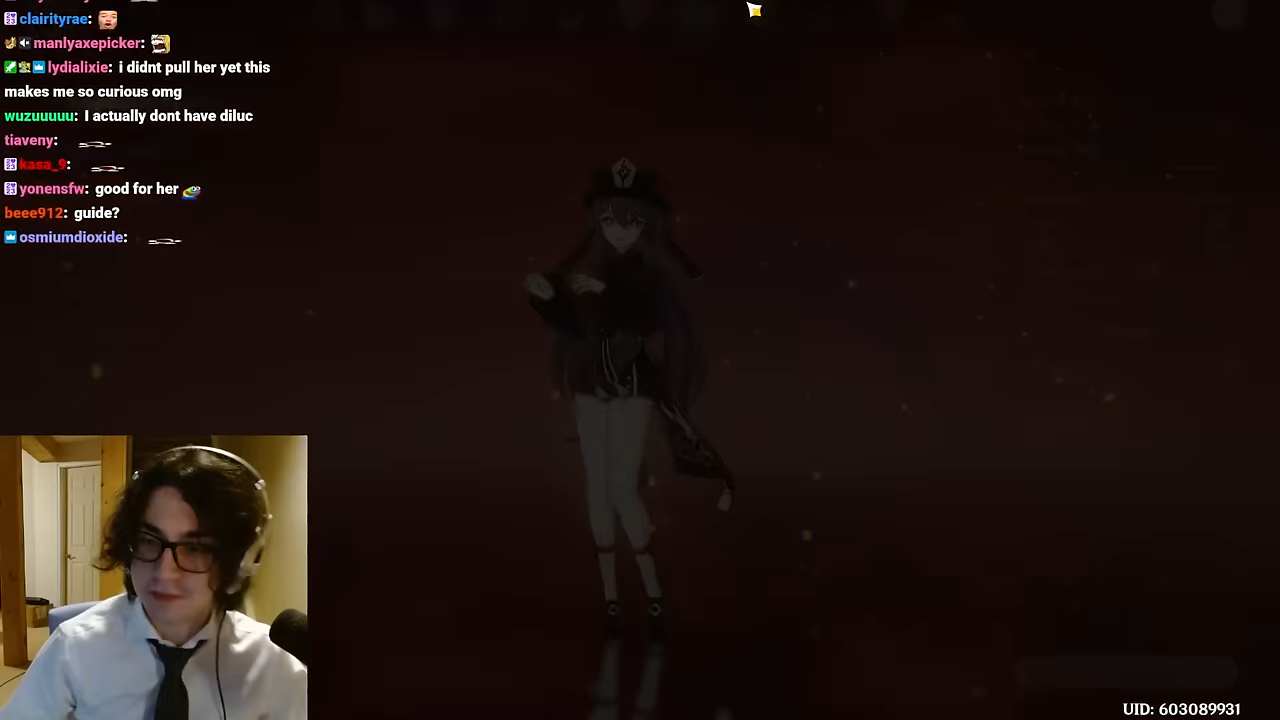 clairityrae:
manlyaxepicker:
lydialixie: i didnt pull her yet this
makes me so curious omg
wuzuuuuu: I actually dont have diluc
tiaveny:
kasa_9:
yonensfw: good for her
beee912: guide?
osmiumdioxide:
UID: 603089931